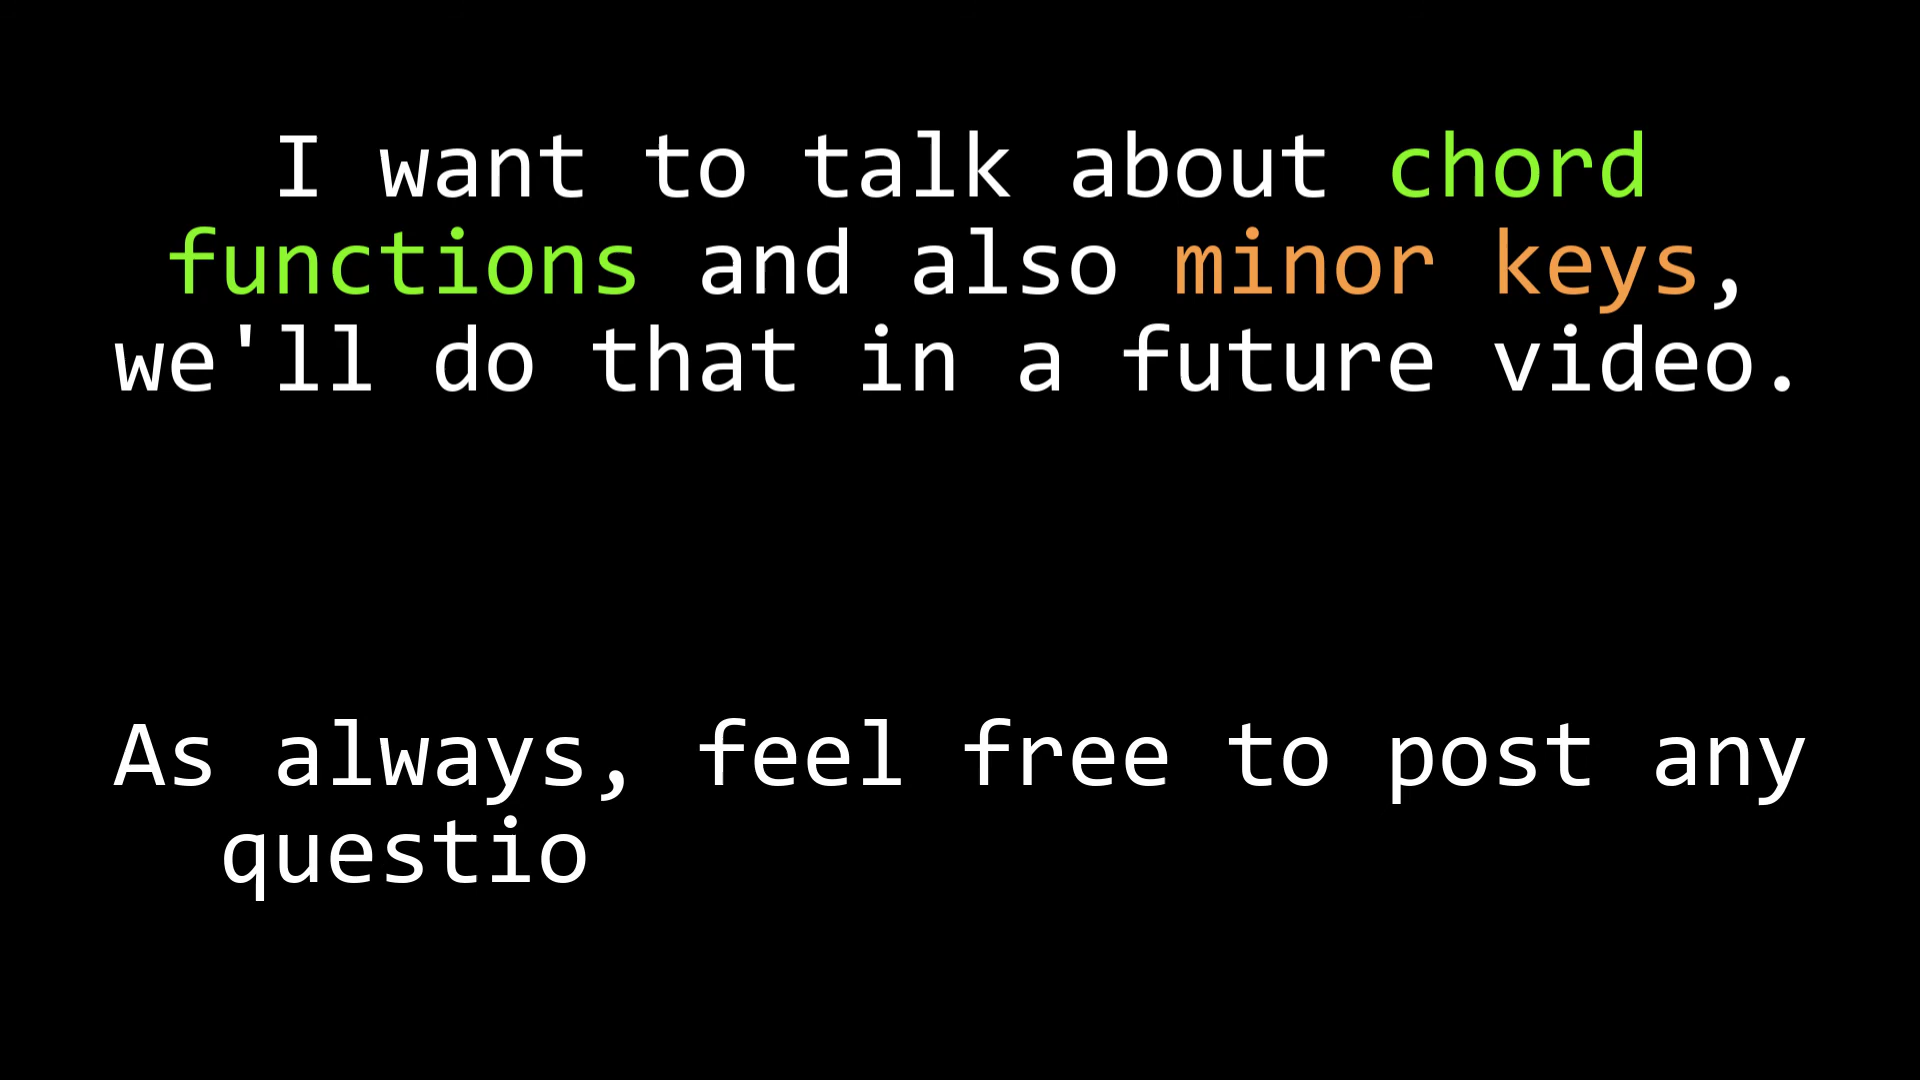 I want to talk about chord
functions and also minor keys,
we'll do that in a future video.
As always, feel free to post any
questio